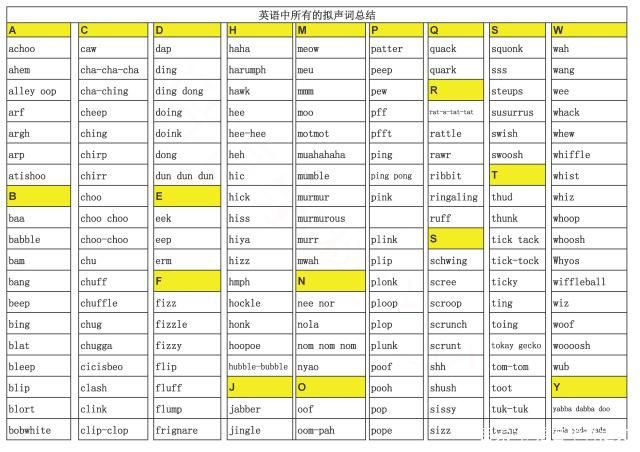 英语中所有的拟声词总结
A C D H M P Q S W
achoo caw dap haha meow patter quack squonk wah
ahem cha-cha-cha ding harumph meu peep quark sss wang
alley oop cha-ching ding dong hawk mmm pew R steups wee
arf cheep doing hee moo pff rat-a-tat-tat susurrus whack
argh ching doink hee-hee motmot pfft rattle swish whew
arp chirp dong heh muahahaha ping rawr swoosh whiffle
atishoo chirr dun dun dun hic mumble ping pong ribbit T whist
B choo E hick murmur pink ringaling thud whiz
baa choo choo eek hiss murmurous ruff thunk whoop
babble choo-choo eep hiya murr plink S tick tack whoosh
bam chu erm hizz mwah plip schwing tick-tock Whyos
bang chuff F hmph N plonk scree ticky wiffleball
beep chuffle fizz hockle nee nor ploop scroop ting wiz
bing chug fizzle honk nola plop scrunch toing woof
blat chugga fizzy hoopoe nom nom nom plunk scrunt tokay gecko woooosh
bleep cicisbeo flip hubble-bubble nyao poof shh tom-tom wub
blip clash fluff J O pooh shush toot Y
blort clink flump jabber oof pop sissy tuk-tuk yabba dabba doo
bobwhite clip-clop frignare jingle oom-pah pope sizz twang